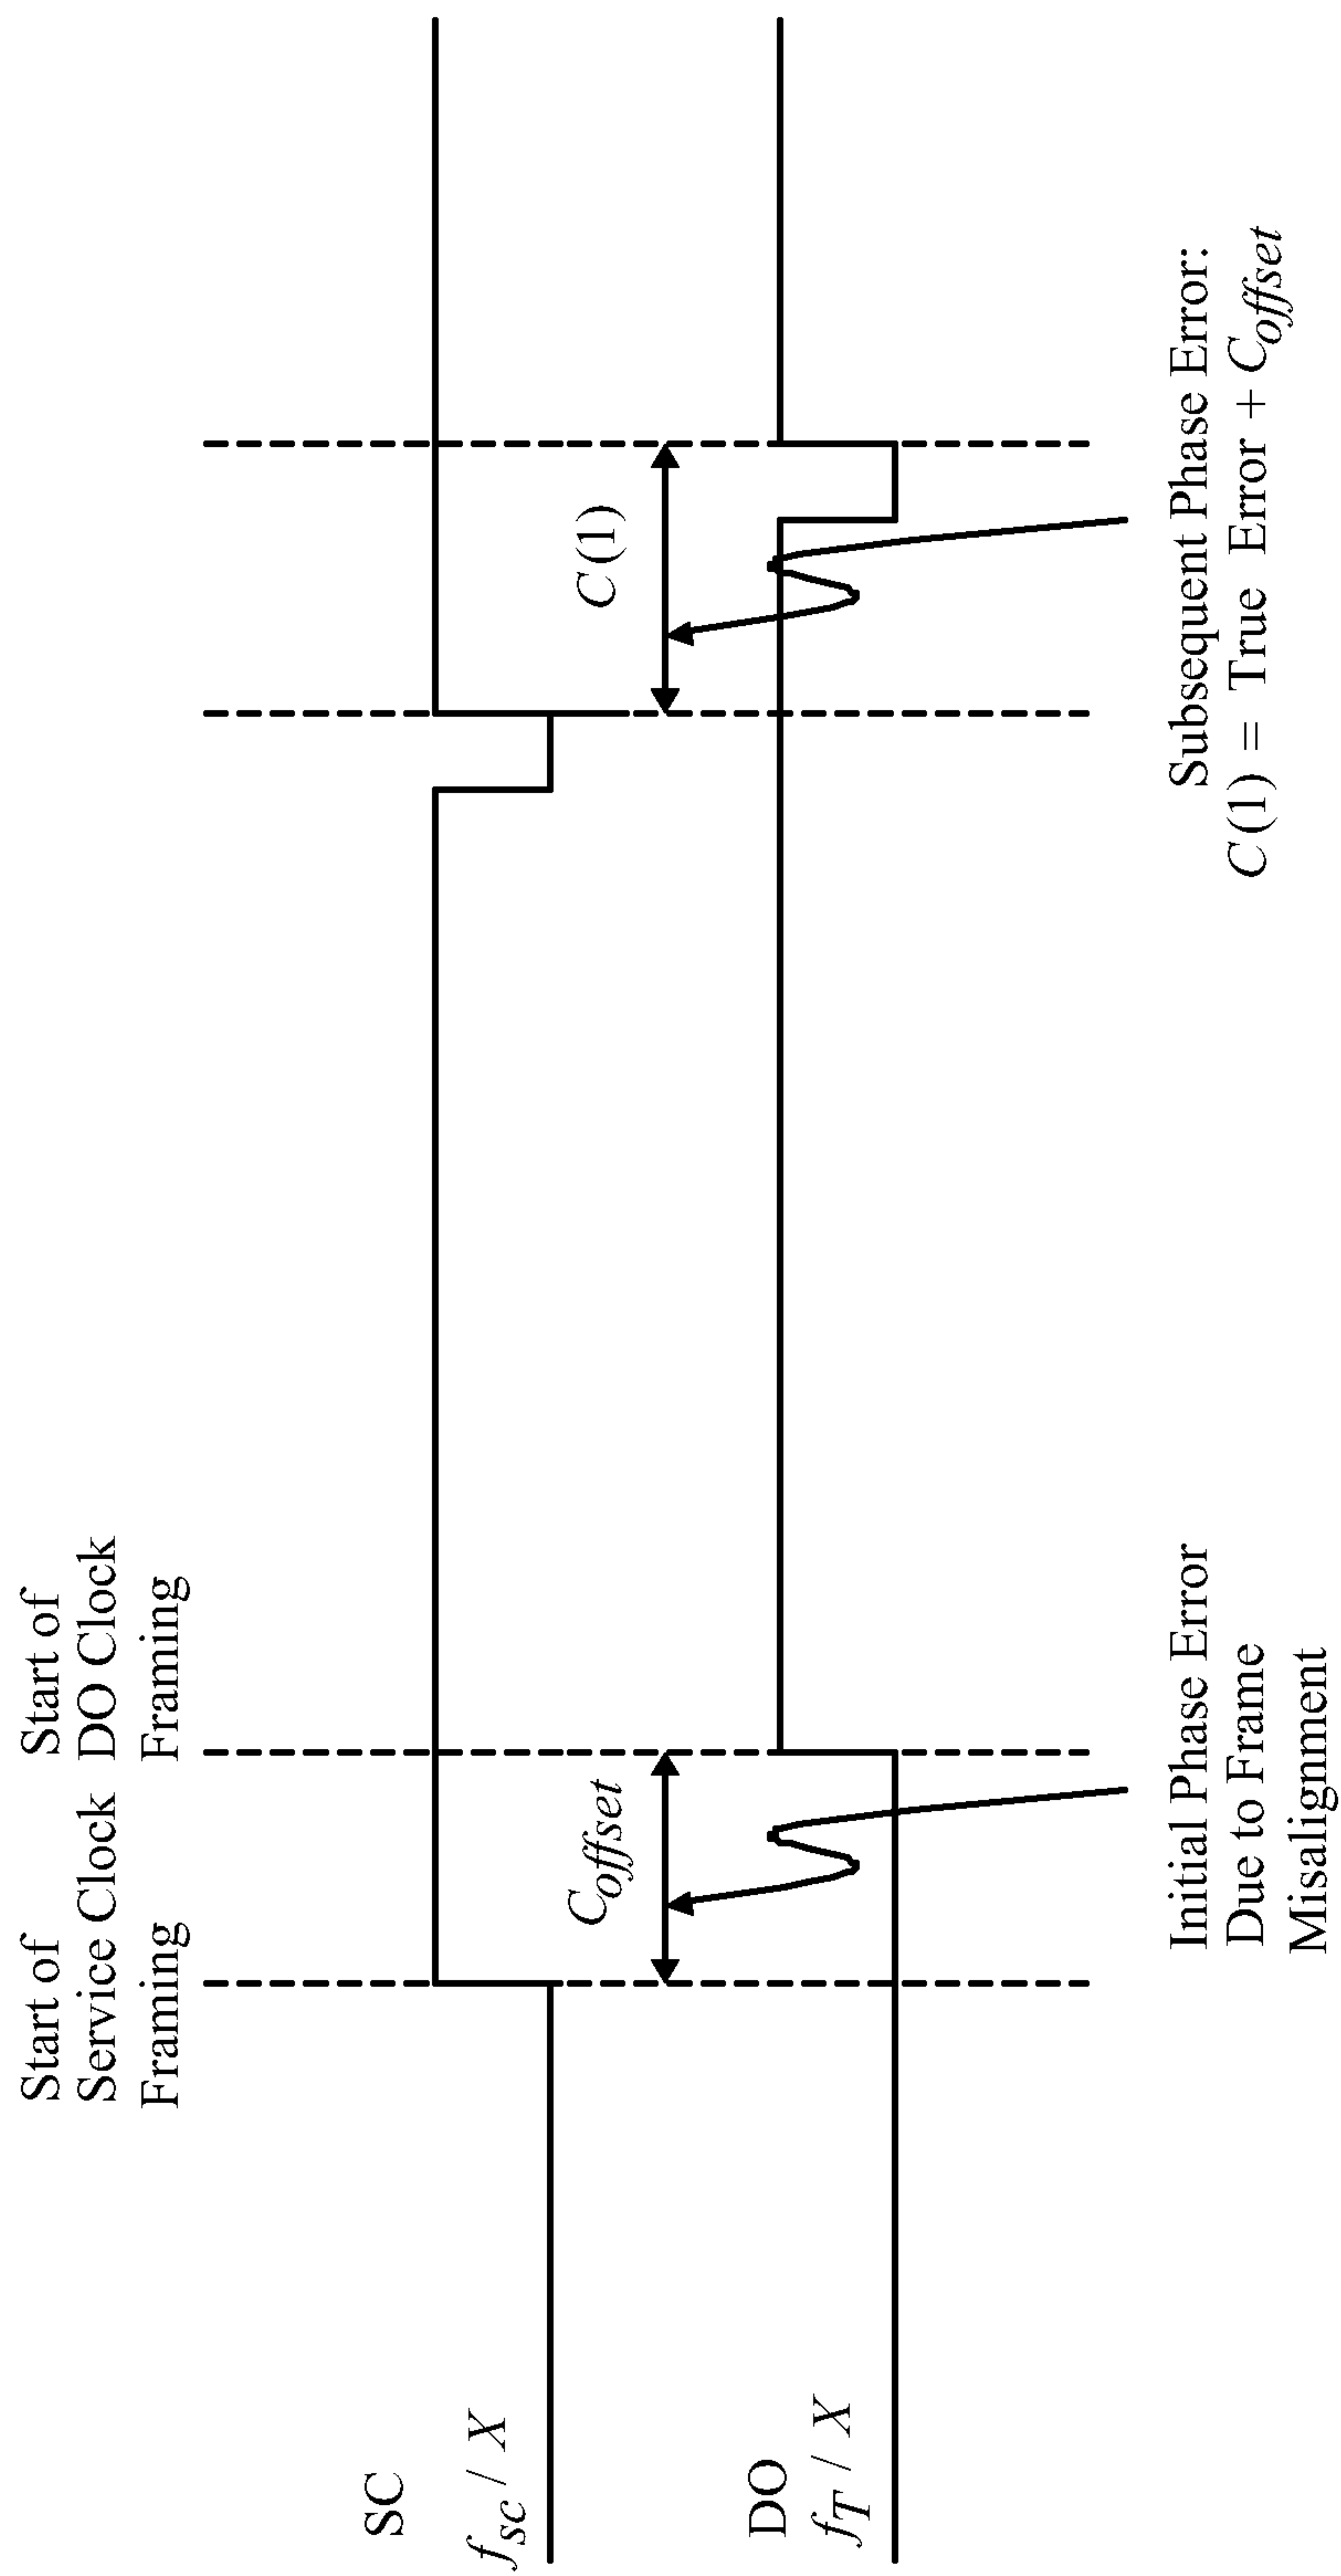 Start of
Service Clock
Framing
Start of
DO Clock
Framing
SC
f_sc / X
C_offset
C(1)
DO
f_T / X
Initial Phase Error
Due to Frame
Misalignment
Subsequent Phase Error:
C(1) = True Error + C_offset